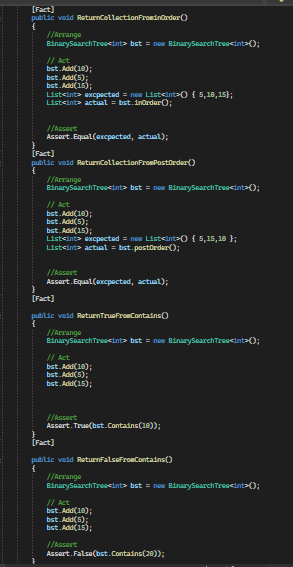 [Fact]
public void ReturnCollectionFrominOrder()
{
//Arrange
BinarySearchTree<int> bst = new BinarySearchTree<int>();
// Act
bst.Add(10);
bst.Add(5);
bst.Add(15);
List<int> excpected = new List<int>() { 5,10,15};
List<int> actual = bst.inOrder();
//Assert
Assert.Equal(excpected, actual);
}
[Fact]
public void ReturnCollectionFromPostOrder()
{
//Arrange
BinarySearchTree<int> bst = new BinarySearchTree<int>();
// Act
bst.Add(10);
bst.Add(5);
bst.Add(15);
List<int> excpected = new List<int>() { 5,15,10 };
List<int> actual = bst.postOrder();
//Assert
Assert.Equal(excpected, actual);
}
[Fact]
public void ReturnTrueFromContains()
{
//Arrange
BinarySearchTree<int> bst = new BinarySearchTree<int>();
// Act
bst.Add(10);
bst.Add(5);
bst.Add(15);
//Assert
Assert.True(bst.Contains(10));
}
[Fact]
public void ReturnFalseFromContains()
{
//Arrange
BinarySearchTree<int> bst = new BinarySearchTree<int>();
// Act
bst.Add(10);
bst.Add(5);
bst.Add(15);
//Assert
Assert.False(bst.Contains(20));
}